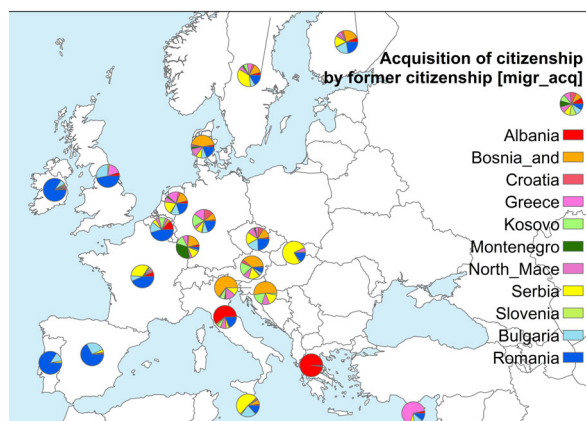 Acquisition of citizenship
by former citizenship [migr_acq]
Albania
Bosnia_and
Croatia
Greece
Kosovo
Montenegro
North_Mace
Serbia
Slovenia
Bulgaria
Romania